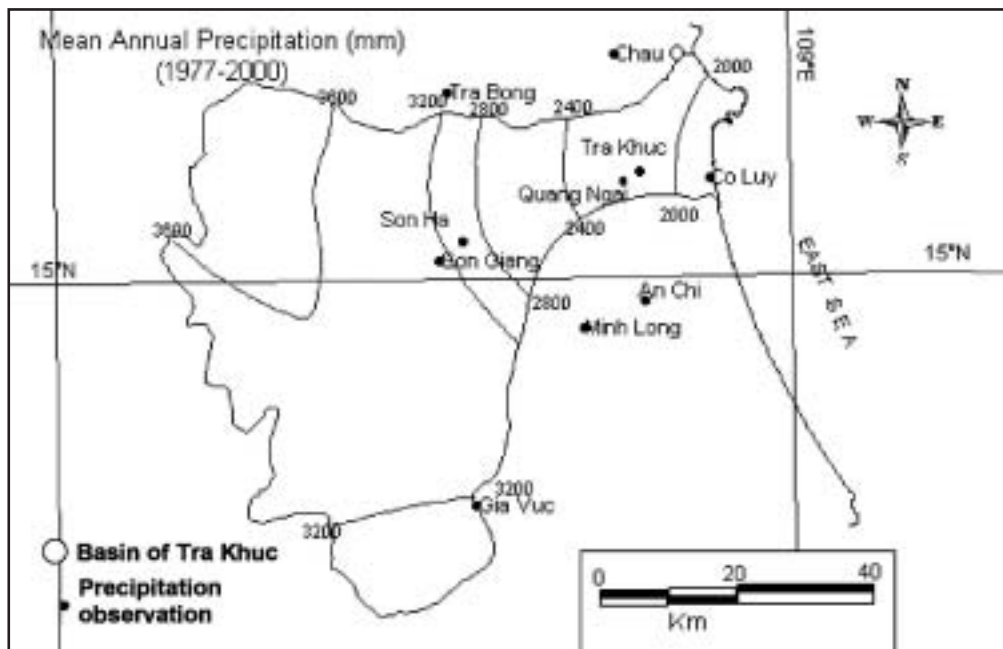 Mean Annual Precipitation (mm)
(1977-2000)
Chau
109°E
2000
N
3600
3200
Tra Bong
2800
2400
W
E
S
Tra Khuc
Co Luy
Quang Ngai
2000
2400
Son Ha
3600
Son Giang
15°N
15°N
EAST SEA
2800
An Chi
Minh Long
3200
Gia Vuc
3200
Basin of Tra Khuc
Precipitation
observation
0 20 40
Km